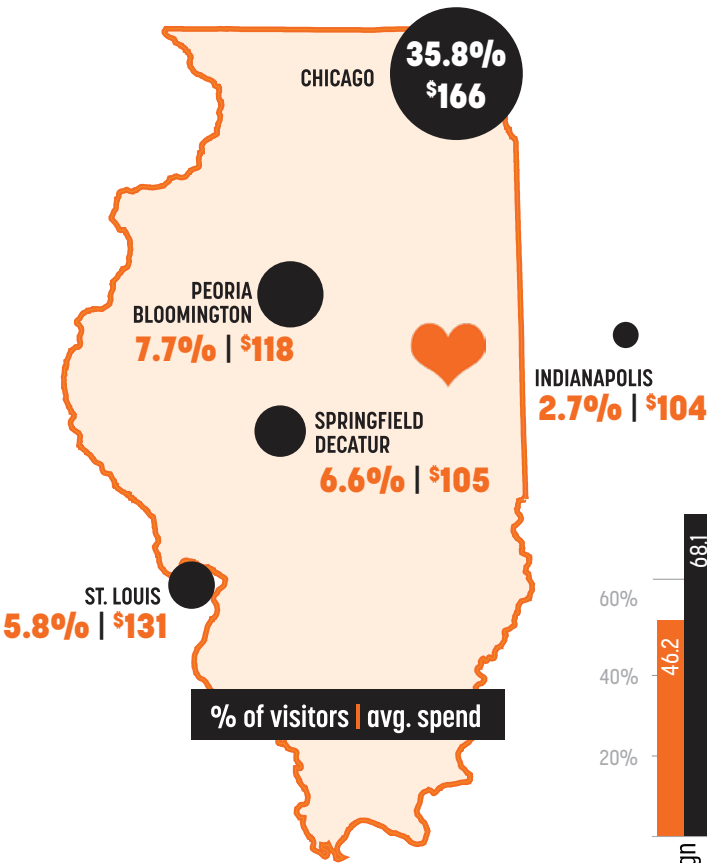 35.8%
CHICAGO
$166
PEORIA
BLOOMINGTON
7.7% | $118
INDIANAPOLIS
2.7% | $104
SPRINGFIELD
DECATUR
6.6% | $105
68.1
ST. LOUIS
5.8% | $131
60%
46.2
40%
% of visitors | avg. spend
20%
gn